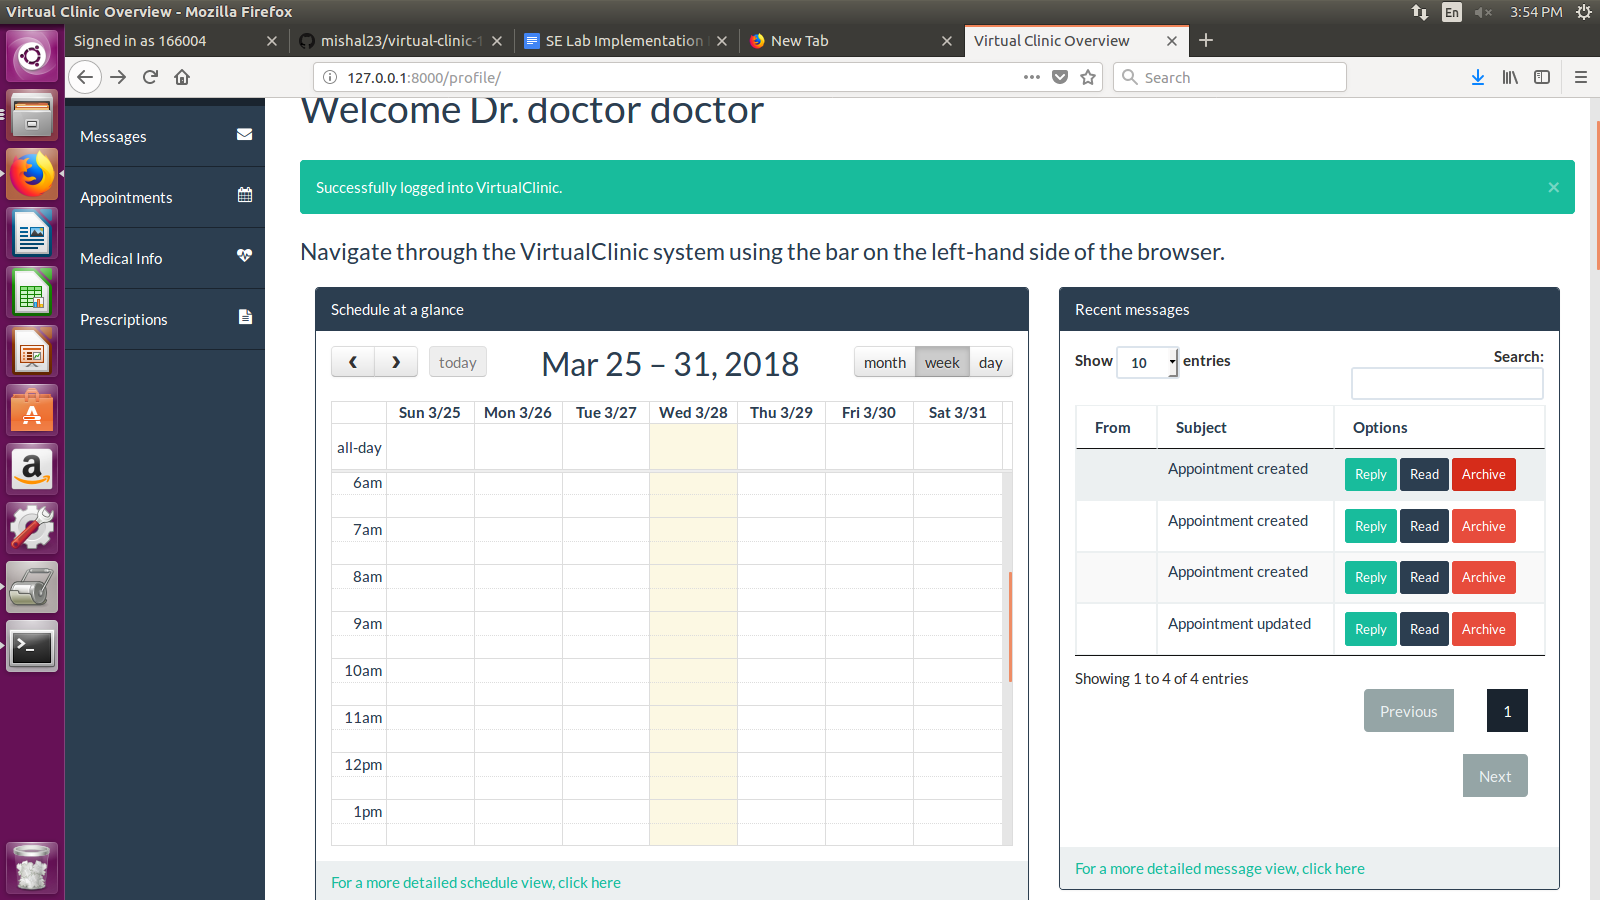 Virtual Clinic Overview - Mozilla Firefox
En
3:54 PM
Signed in as 166004
mishal23/virtual-clinic-1
SE Lab Implementation
New Tab
Virtual Clinic Overview
127.0.0.1:8000/profile/
Search
Messages
Appointments
Medical Info
Prescriptions
Welcome Dr. doctor doctor
Successfully logged into VirtualClinic.
×
Navigate through the VirtualClinic system using the bar on the left-hand side of the browser.
Schedule at a glance
today
Mar 25 – 31, 2018
month week day
Sun 3/25 Mon 3/26 Tue 3/27 Wed 3/28 Thu 3/29 Fri 3/30 Sat 3/31
all-day
6am
7am
8am
9am
10am
11am
12pm
1pm
For a more detailed schedule view, click here
Recent messages
Show 10 entries
Search:
From Subject Options
Appointment created Reply Read Archive
Appointment created Reply Read Archive
Appointment created Reply Read Archive
Appointment updated Reply Read Archive
Showing 1 to 4 of 4 entries
Previous 1
Next
For a more detailed message view, click here